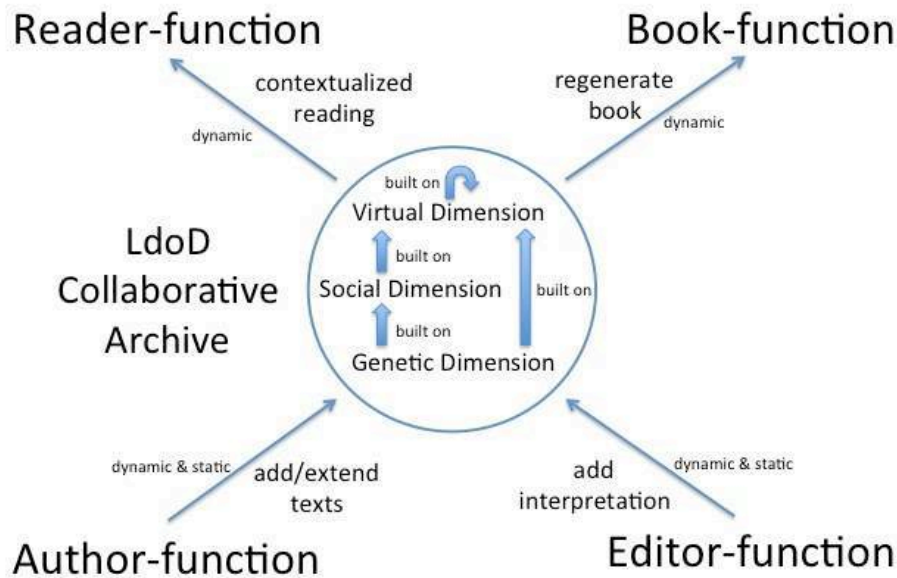 Reader-function
Book-function
contextualized
reading
regenerate
book
dynamic
dynamic
built on
Virtual Dimension
LdoD
Collaborative
Archive
built on
Social Dimension
built on
built on
Genetic Dimension
dynamic & static
add/extend
texts
add
interpretation
dynamic & static
Author-function
Editor-function